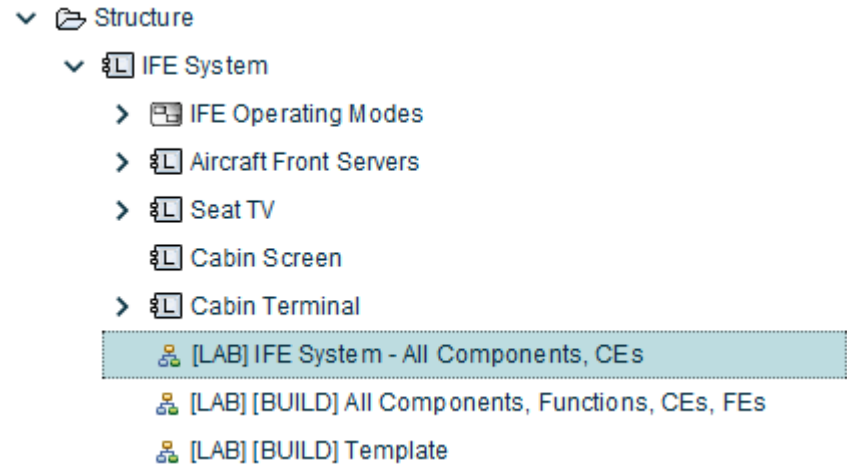 Structure
IFE System
IFE Operating Modes
Aircraft Front Servers
Seat TV
Cabin Screen
Cabin Terminal
[LAB] IFE System - All Components, CEs
[LAB] [BUILD] All Components, Functions, CEs, FEs
[LAB] [BUILD] Template